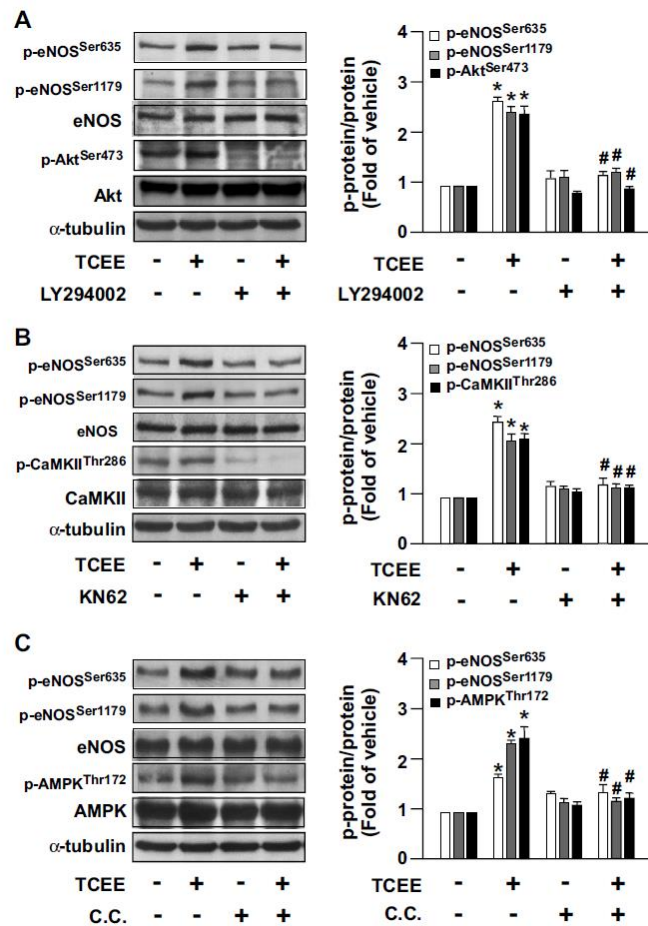 A
p-eNOSSer635
p-eNOSSer1179
eNOS
p-AktSer473
Akt
α-tubulin
TCEE - + - +
LY294002 - - + +
p-protein/protein
(Fold of vehicle)
4
3
2
1
0
p-eNOSSer635
p-eNOSSer1179
p-AktSer473
* * *
# # #
TCEE - + - +
LY294002 - - + +
B
p-eNOSSer635
p-eNOSSer1179
eNOS
p-CaMKIIThr286
CaMKII
α-tubulin
TCEE - + - +
KN62 - - + +
p-protein/protein
(Fold of vehicle)
4
3
2
1
0
p-eNOSSer635
p-eNOSSer1179
p-CaMKIIThr286
* * *
# # #
TCEE - + - +
KN62 - - + +
C
p-eNOSSer635
p-eNOSSer1179
eNOS
p-AMPKThr172
AMPK
α-tubulin
TCEE - + - +
C.C. - - + +
p-protein/protein
(Fold of vehicle)
4
3
2
1
0
p-eNOSSer635
p-eNOSSer1179
p-AMPKThr172
* * *
# # #
TCEE - + - +
C.C. - - + +